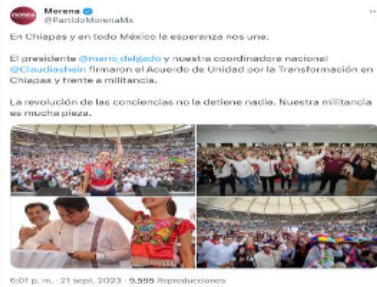 morena
Morena
@PartidoMorenaMx
En Chiapas y en todo México la esperanza nos une.
El presidente @mario_delgado y nuestra coordinadora nacional
@Claudiashein firmaron el Acuerdo de Unidad por la Transformación en
Chiapas y frente a militancia.
La revolución de las conciencias no la detiene nadie. Nuestra militancia
es mucha pieza.
6:01 p. m. · 21 sept. 2023 · 9,595 Reproducciones